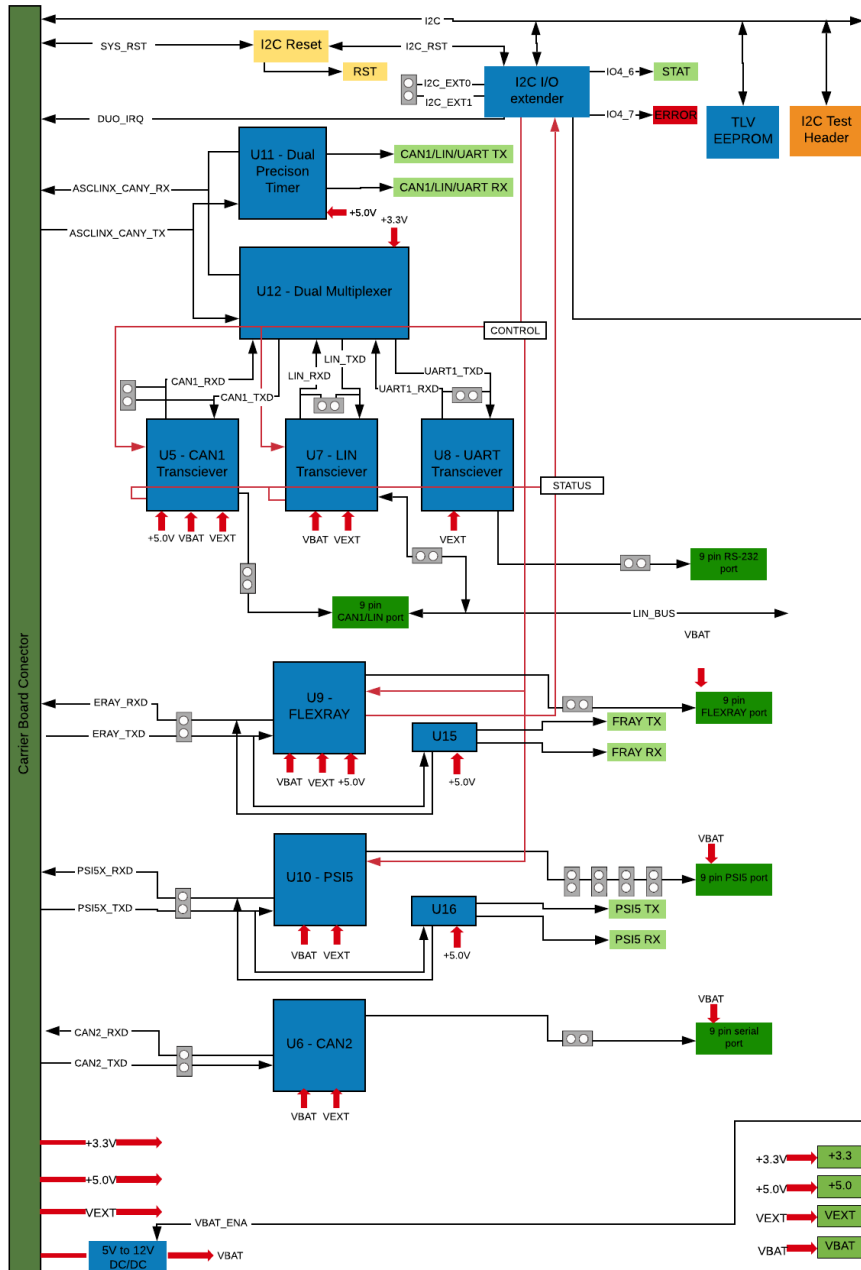 I2C
SYS_RST
I2C Reset
I2C_RST
RST
I2C_EXT0
I2C_EXT1
I2C I/O
extender
IO4_6
STAT
IO4_7
ERROR
TLV
EEPROM
I2C Test
Header
DUO_IRQ
U11 - Dual
Precison
Timer
CAN1/LIN/UART TX
CAN1/LIN/UART RX
ASCLINX_CANY_RX
+5.0V
+3.3V
ASCLINX_CANY_TX
U12 - Dual Multiplexer
CONTROL
CAN1_RXD
CAN1_TXD
LIN_RXD
LIN_TXD
UART1_RXD
UART1_TXD
U5 - CAN1
Transciever
U7 - LIN
Transciever
U8 - UART
Transciever
STATUS
+5.0V
VBAT
VEXT
VBAT
VEXT
VEXT
9 pin RS-232
port
9 pin
CAN1/LIN port
LIN_BUS
VBAT
Carrier Board Conector
ERAY_RXD
ERAY_TXD
U9 -
FLEXRAY
9 pin
FLEXRAY port
U15
FRAY TX
FRAY RX
VBAT
VEXT
+5.0V
+5.0V
PSI5X_RXD
PSI5X_TXD
U10 - PSI5
VBAT
9 pin PSI5 port
U16
PSI5 TX
PSI5 RX
VBAT
VEXT
+5.0V
CAN2_RXD
CAN2_TXD
U6 - CAN2
VBAT
9 pin serial
port
VBAT
VEXT
+3.3V
+5.0V
VEXT
VBAT_ENA
5V to 12V
DC/DC
VBAT
+3.3V
+3.3
+5.0V
+5.0
VEXT
VEXT
VBAT
VBAT